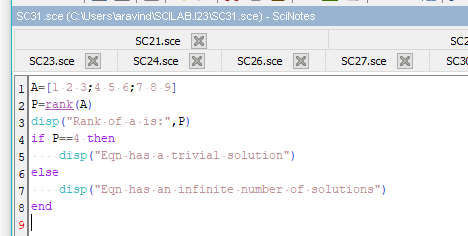 SC31.sce (C:\Users\aravind\SCILAB.I23\SC31.sce) - SciNotes
SC21.sce
SC23.sce SC24.sce SC26.sce SC27.sce
1 A=[1 2 3;4 5 6;7 8 9]
2 P=rank(A)
3 disp("Rank of a is:",P)
4 if P==4 then
5 disp("Eqn has a trivial solution")
6 else
7 disp("Eqn has an infinite number of solutions")
8 end
9